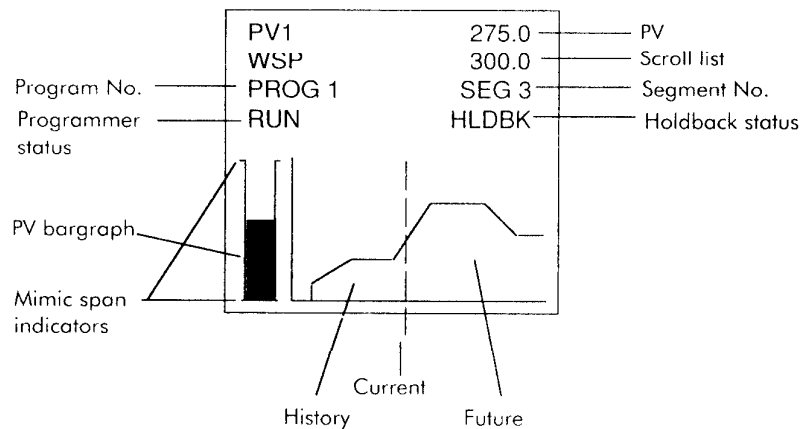 PV1 275.0 PV
WSP 300.0 Scroll list
Program No. PROG 1 SEG 3 Segment No.
Programmer status RUN HLDBK Holdback status
PV bargraph
Mimic span
indicators
Current
History Future